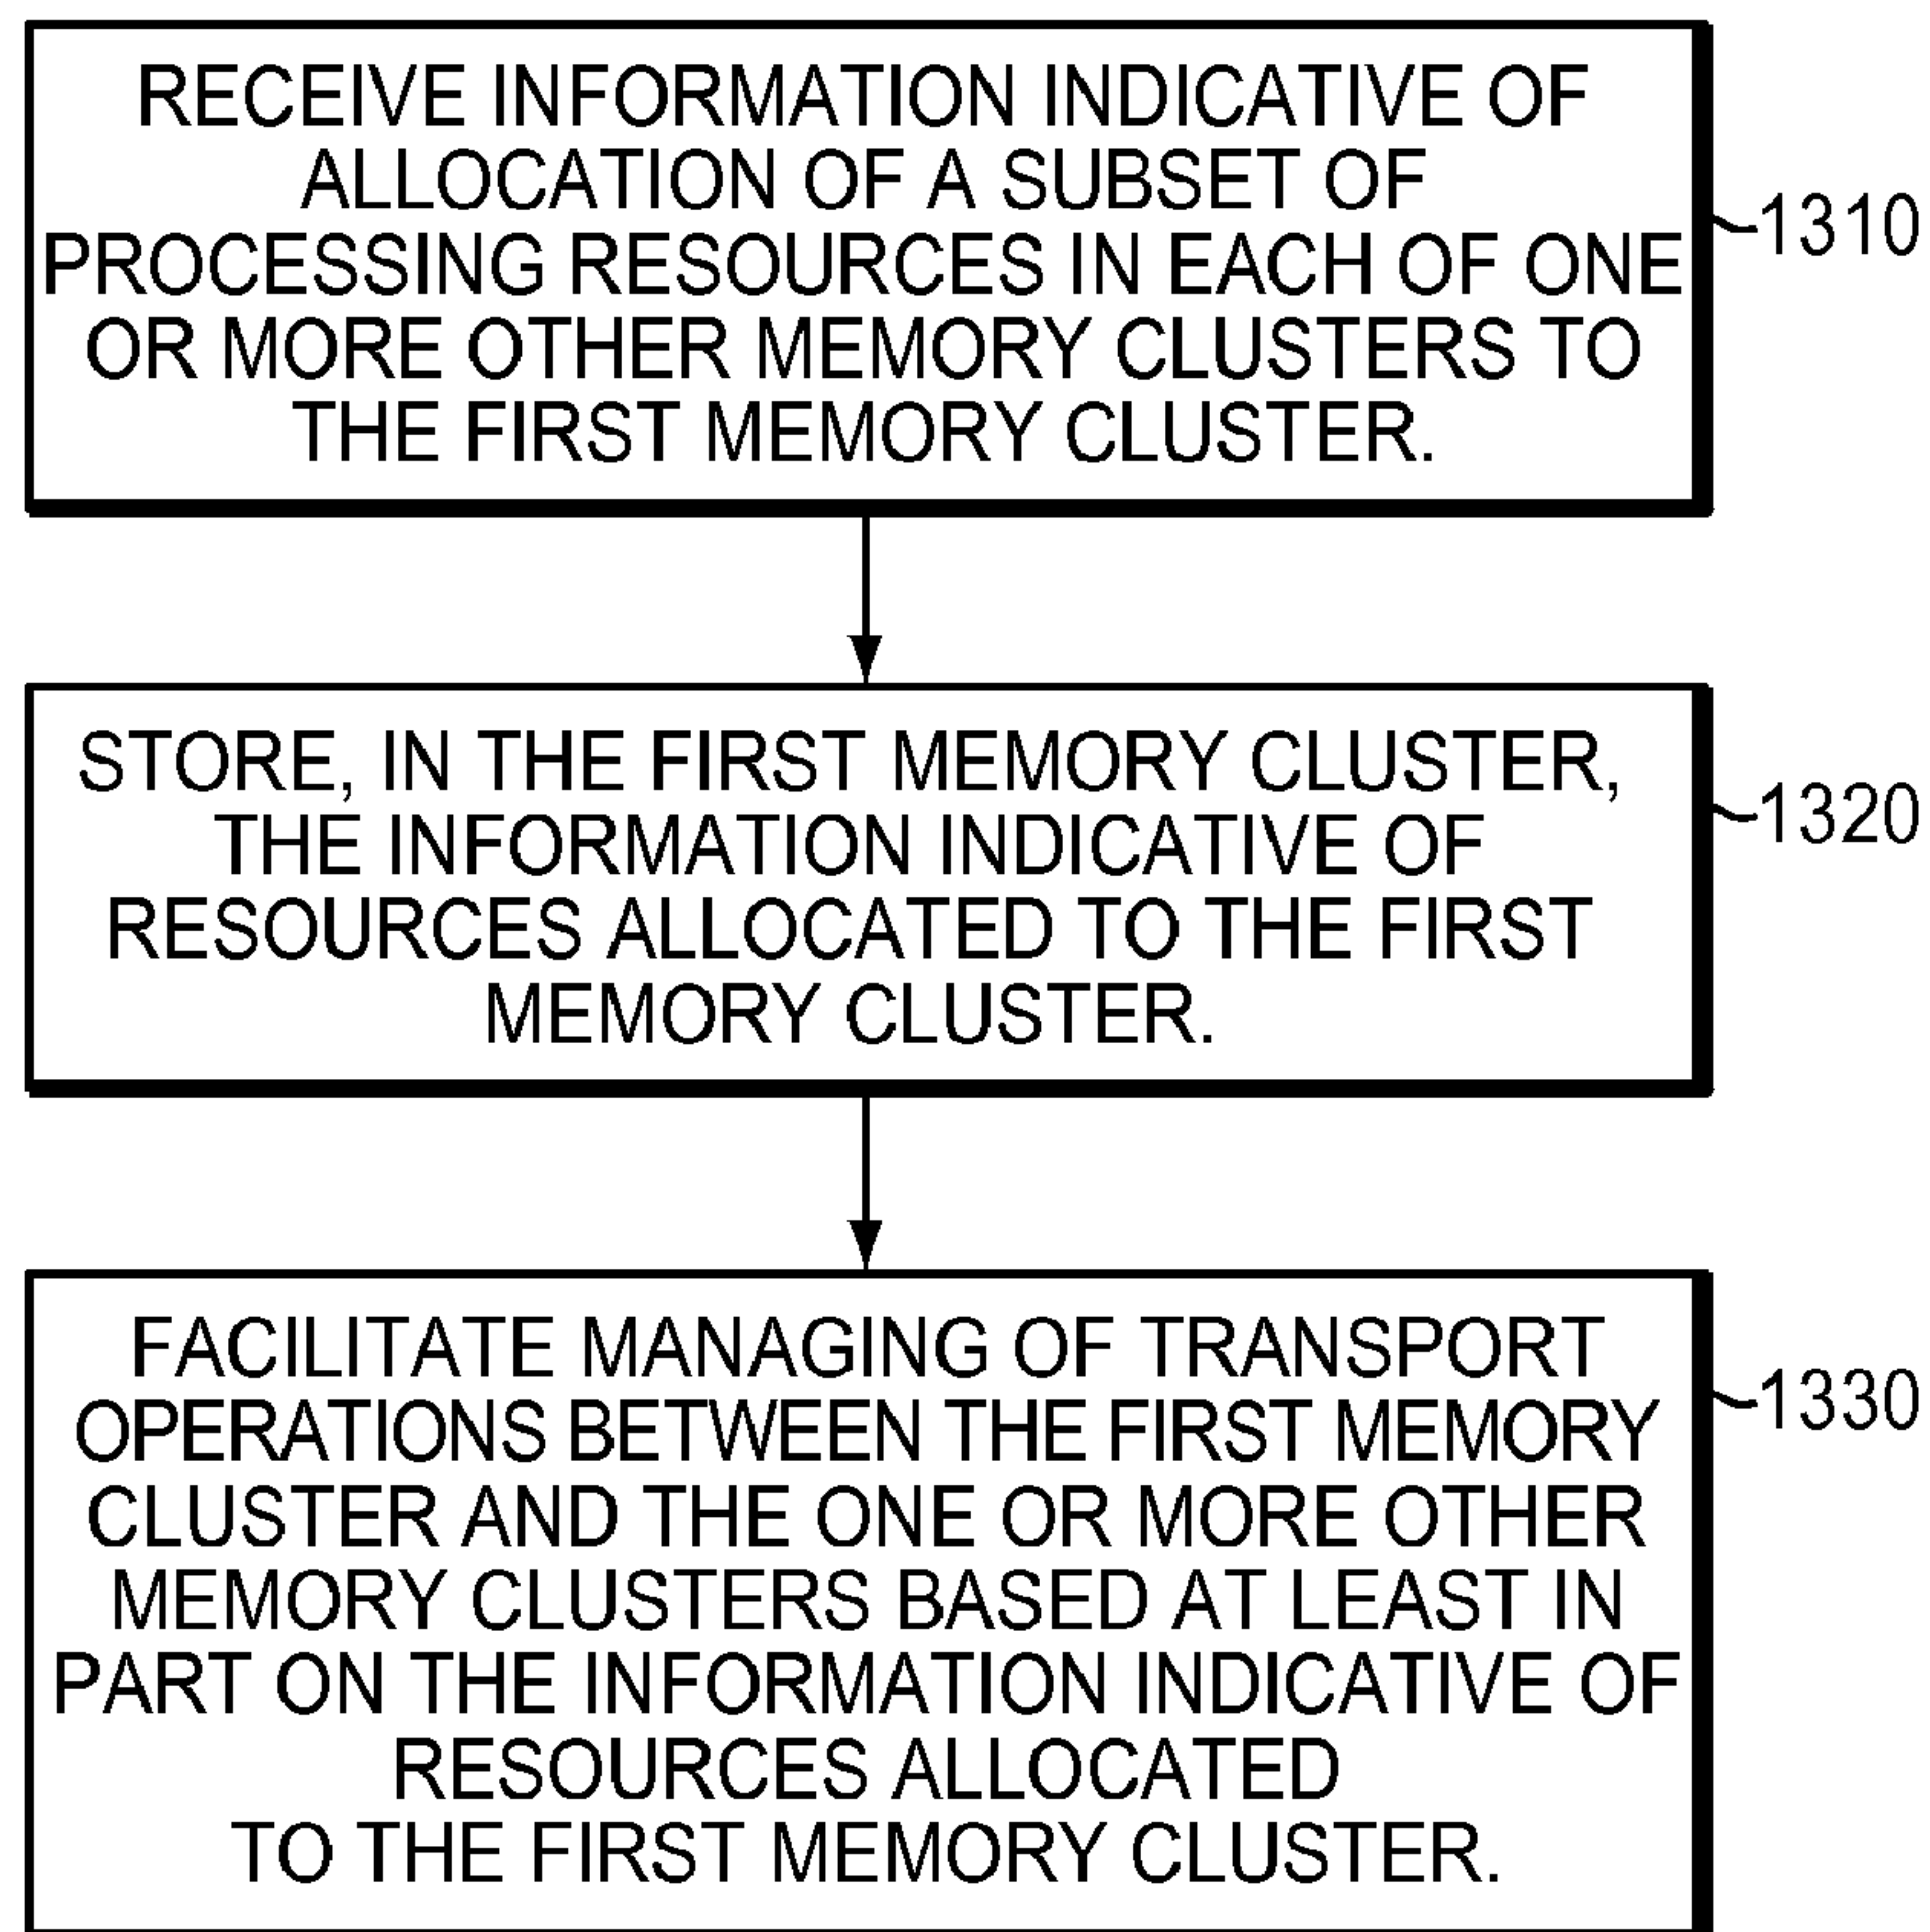 RECEIVE INFORMATION INDICATIVE OF
ALLOCATION OF A SUBSET OF
PROCESSING RESOURCES IN EACH OF ONE
OR MORE OTHER MEMORY CLUSTERS TO
THE FIRST MEMORY CLUSTER.
1310
STORE, IN THE FIRST MEMORY CLUSTER,
THE INFORMATION INDICATIVE OF
RESOURCES ALLOCATED TO THE FIRST
MEMORY CLUSTER.
1320
FACILITATE MANAGING OF TRANSPORT
OPERATIONS BETWEEN THE FIRST MEMORY
CLUSTER AND THE ONE OR MORE OTHER
MEMORY CLUSTERS BASED AT LEAST IN
PART ON THE INFORMATION INDICATIVE OF
RESOURCES ALLOCATED
TO THE FIRST MEMORY CLUSTER.
1330